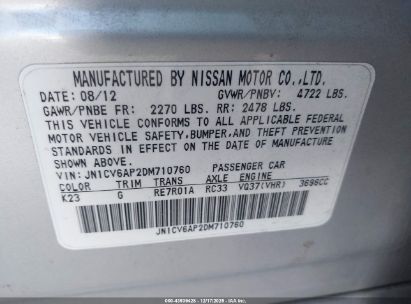 MANUFACTURED BY NISSAN MOTOR CO.,LTD.
DATE: 08/12 GVWR/PNBV: 4722 LBS.
GAWR/PNBE FR: 2270 LBS. RR: 2478 LBS.
THIS VEHICLE CONFORMS TO ALL APPLICABLE FEDERAL
MOTOR VEHICLE SAFETY, BUMPER, AND THEFT PREVENTION
STANDARDS IN EFFECT ON THE DATE OF MANUFACTURE
SHOWN ABOVE.
VIN: JN1CV6AP2DM710760 PASSENGER CAR
COLOR TRIM TRANS AXLE ENGINE
K23 G RE7R01A RC33 VQ37(VHR) 3696CC
JN1CV6AP2DM710760
12/17/2025